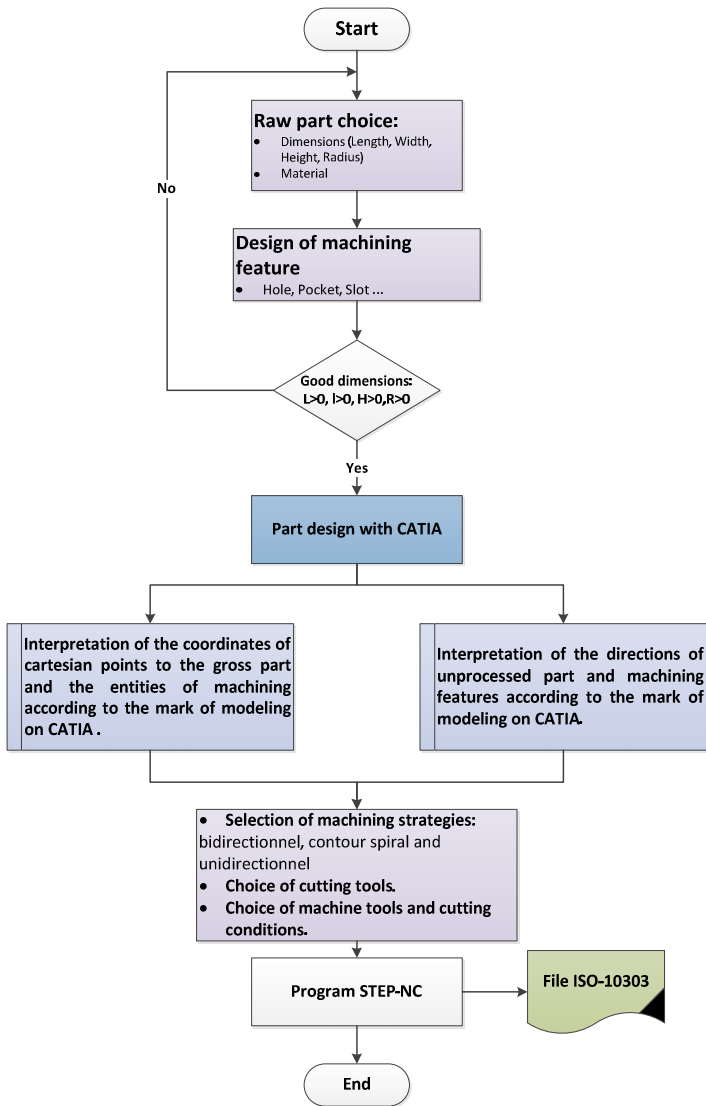 Start
Raw part choice:
● Dimensions (Length, Width,
Height, Radius)
● Material
No
Design of machining
feature
● Hole, Pocket, Slot ...
Good dimensions:
L>0, l>0, H>0,R>0
Yes
Part design with CATIA
Interpretation of the coordinates of
cartesian points to the gross part
and the entities of machining
according to the mark of modeling
on CATIA .
Interpretation of the directions of
unprocessed part and machining
features according to the mark of
modeling on CATIA.
● Selection of machining strategies:
bidirectionnel, contour spiral and
unidirectionnel
● Choice of cutting tools.
● Choice of machine tools and cutting
conditions.
Program STEP-NC
File ISO-10303
End